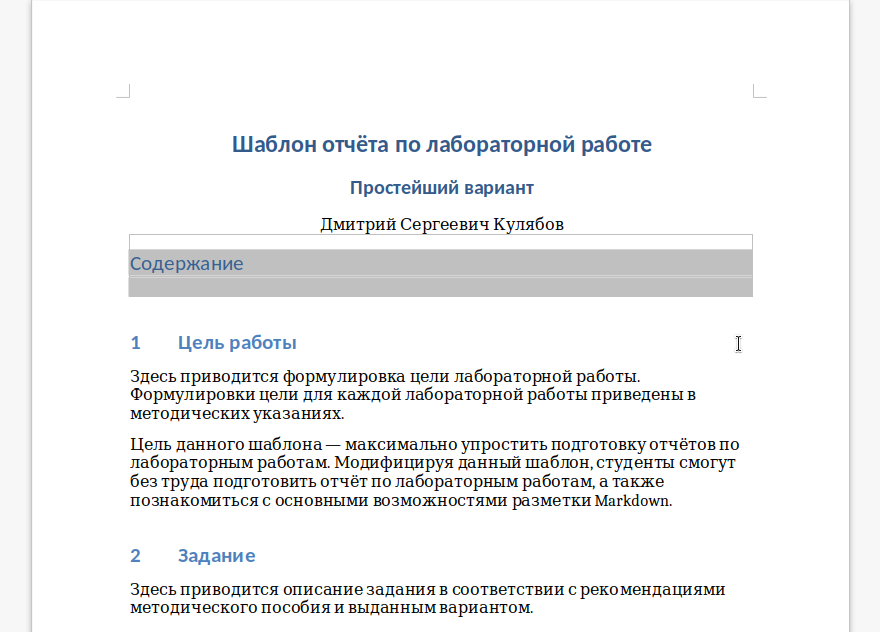 Шаблон отчёта по лабораторной работе
Простейший вариант
Дмитрий Сергеевич Кулябов
Содержание
1 Цель работы
Здесь приводится формулировка цели лабораторной работы.
Формулировки цели для каждой лабораторной работы приведены в
методических указаниях.
Цель данного шаблона — максимально упростить подготовку отчётов по
лабораторным работам. Модифицируя данный шаблон, студенты смогут
без труда подготовить отчёт по лабораторным работам, а также
познакомиться с основными возможностями разметки Markdown.
2 Задание
Здесь приводится описание задания в соответствии с рекомендациями
методического пособия и выданным вариантом.